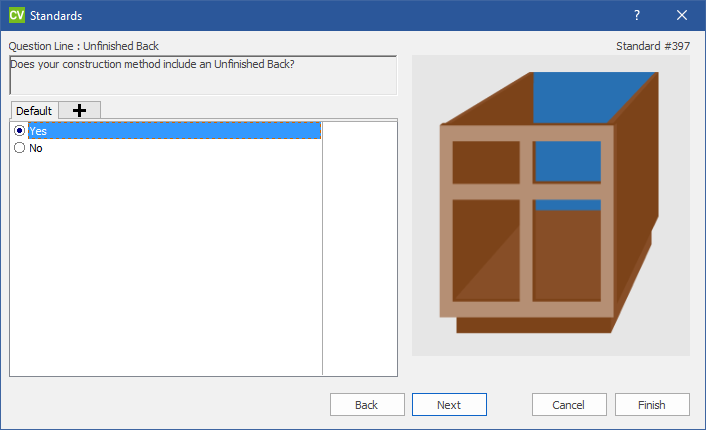 CV Standards ?
Question Line : Unfinished Back Standard #397
Does your construction method include an Unfinished Back?
Default
Yes
No
Back Next Cancel Finish